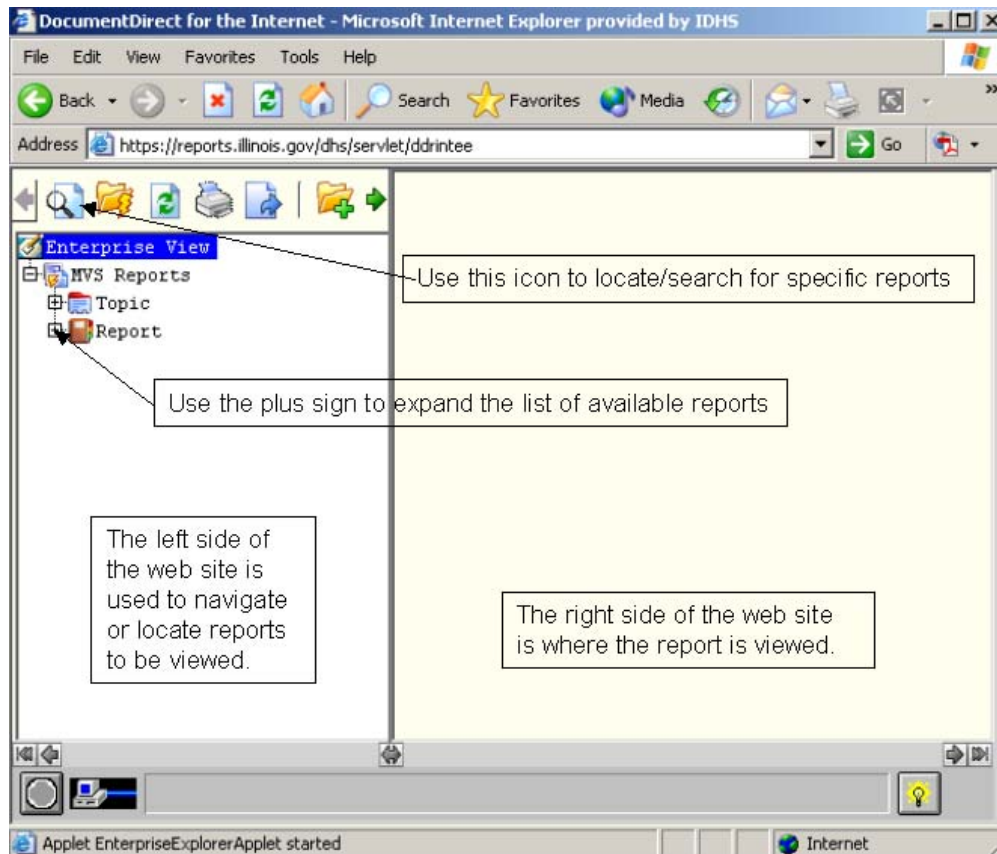 DocumentDirect for the Internet - Microsoft Internet Explorer provided by IDHS
File Edit View Favorites Tools Help
Back Search Favorites Media
Address https://reports.illinois.gov/dhs/servlet/ddrintee Go
Enterprise View
MVS Reports
Topic
Report
Use this icon to locate/search for specific reports
Use the plus sign to expand the list of available reports
The left side of
the web site is
used to navigate
or locate reports
to be viewed.
The right side of the web site
is where the report is viewed.
Applet EnterpriseExplorerApplet started Internet